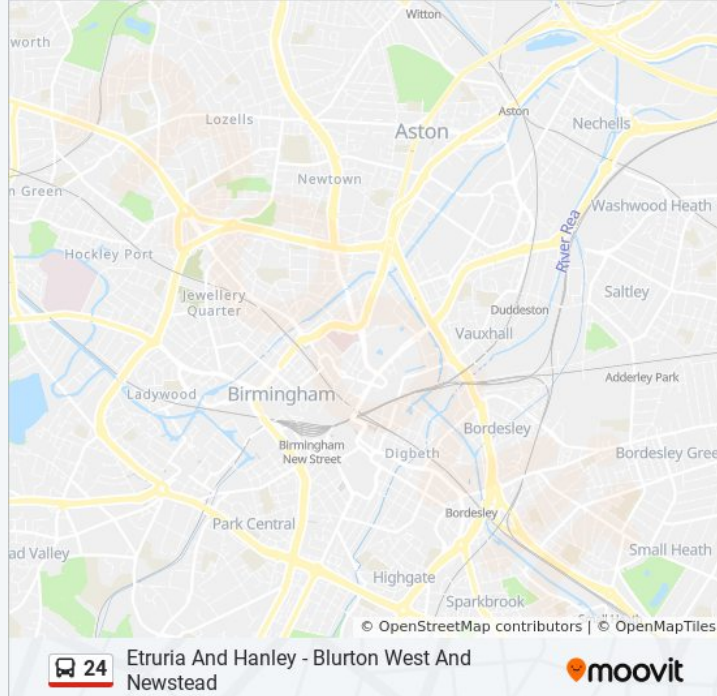 Witton
worth
Aston
Aston
Nechells
Lozells
Newtown
n Green
Washwood Heath
River Rea
Hockley Port
Saltley
Jewellery
Quarter
Duddeston
Vauxhall
Adderley Park
Ladywood
Birmingham
Bordesley
Birmingham
New Street
Digbeth
Bordesley Gree
Bordesley
Park Central
ad Valley
Small Heath
Highgate
Sparkbrook
© OpenStreetMap contributors | © OpenMapTiles
24
Etruria And Hanley - Blurton West And
Newstead
moovit